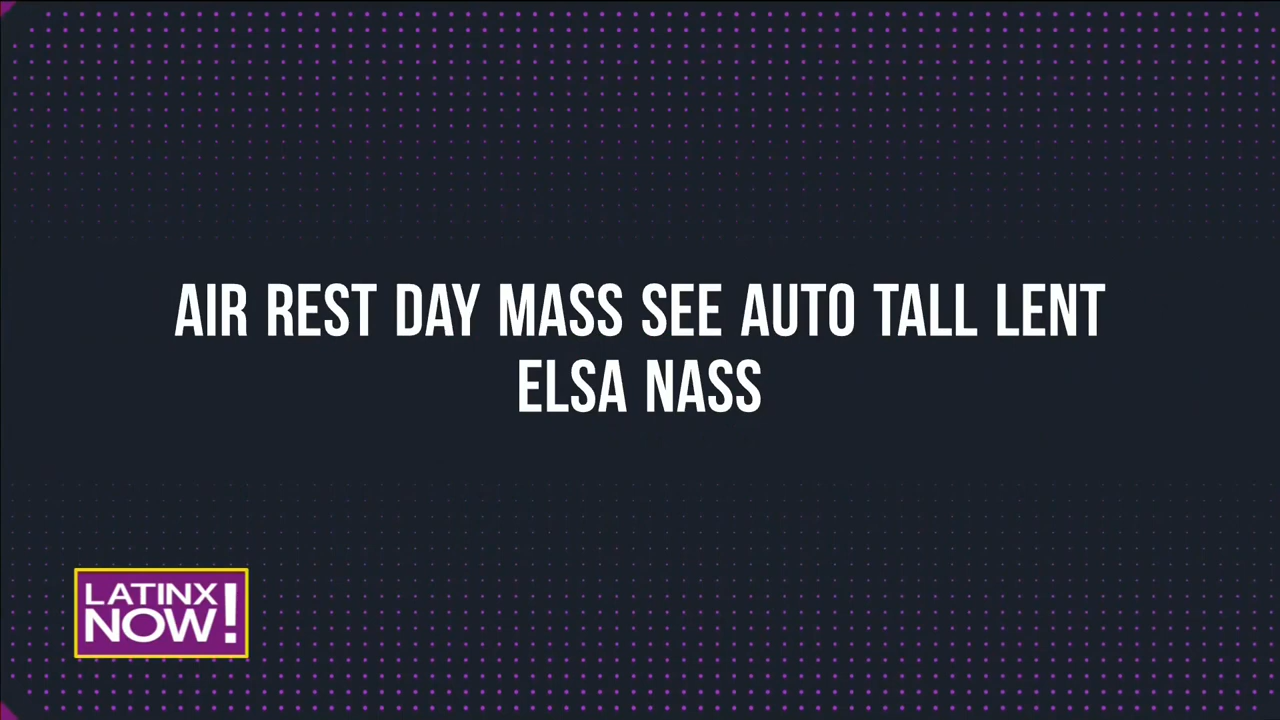 AIR REST DAY MASS SEE AUTO TALL LENT
ELSA NASS
LATINX
NOW!